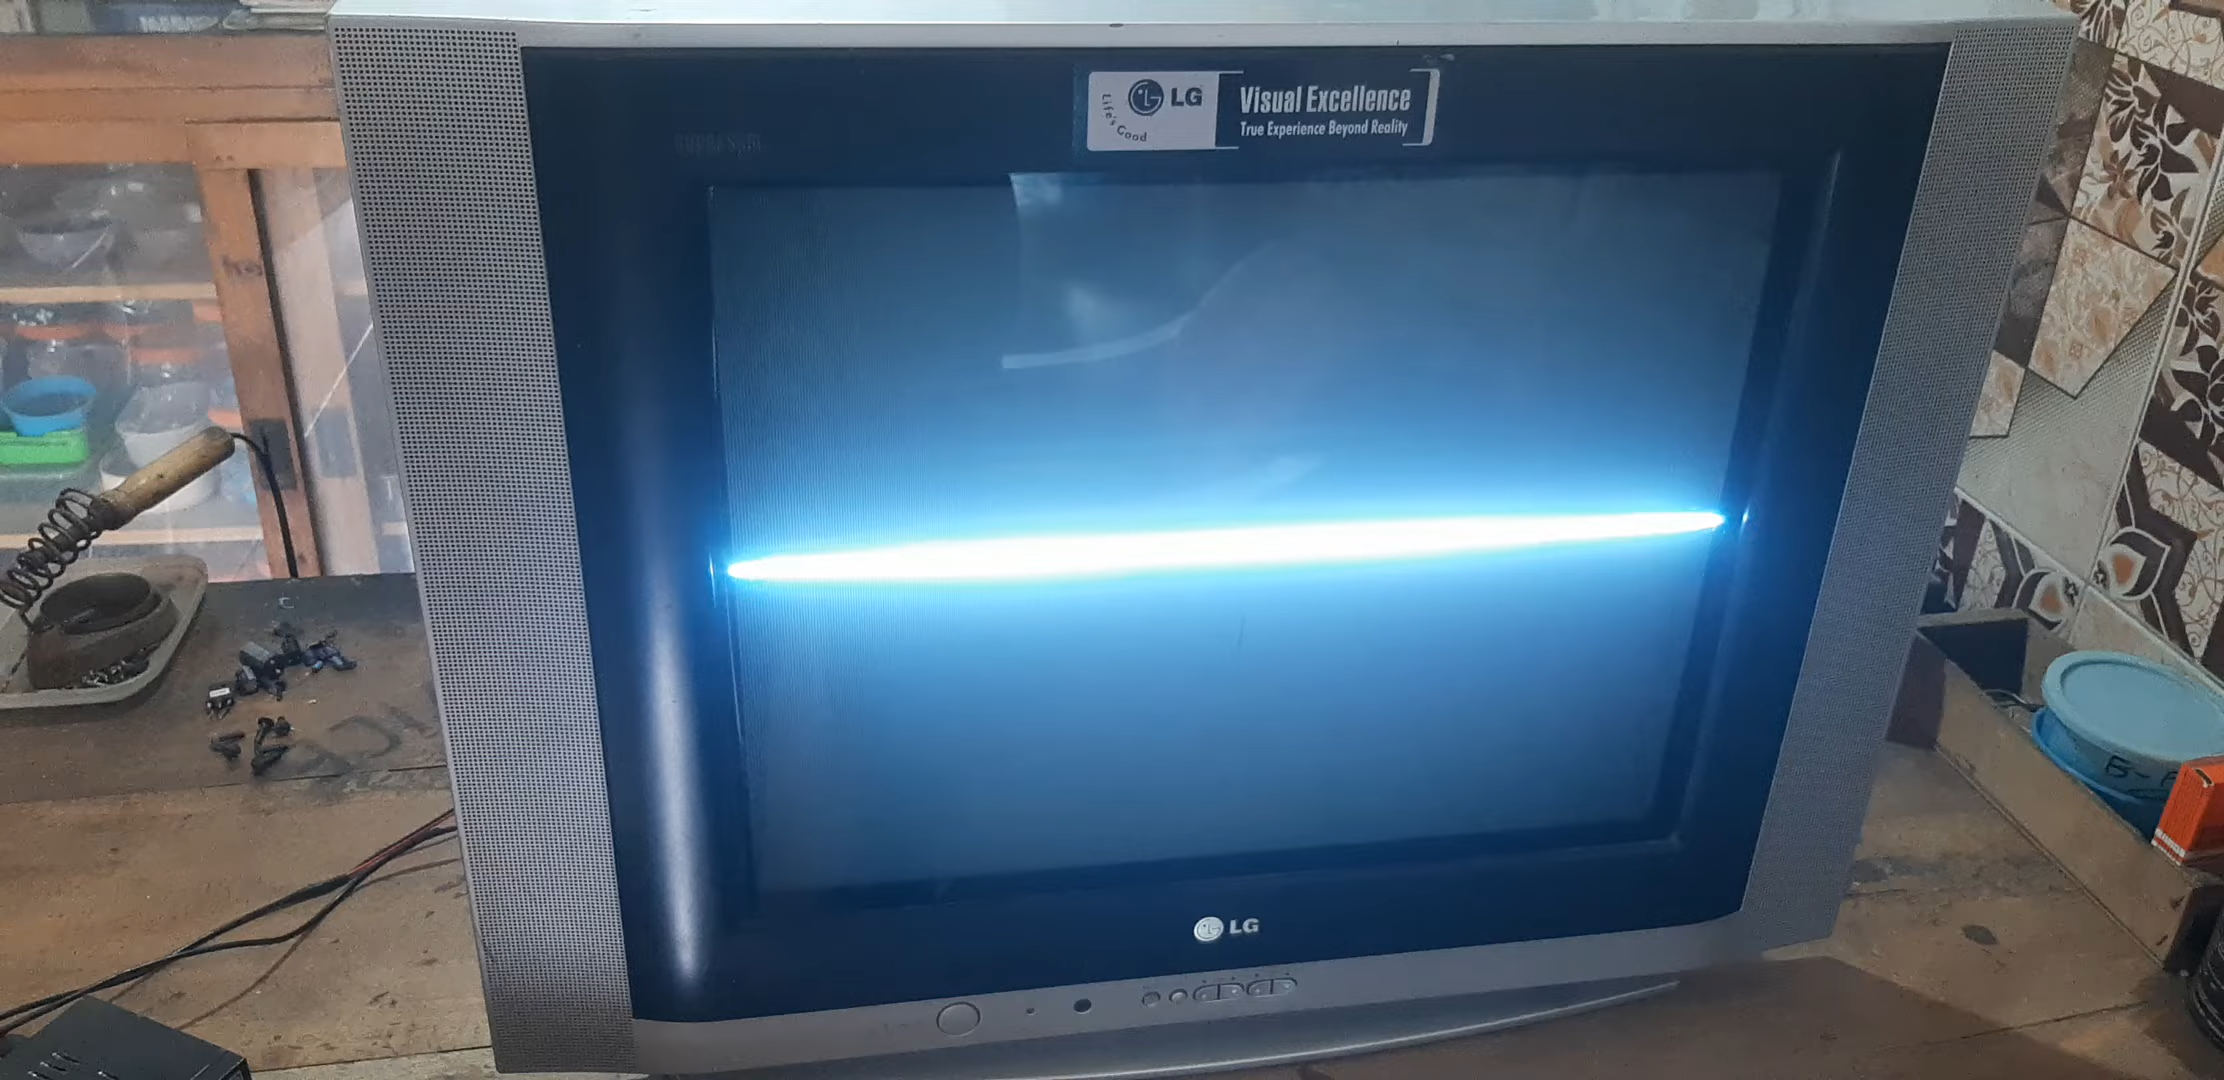 LG
Life's Good
Visual Excellence
True Experience Beyond Reality
LG